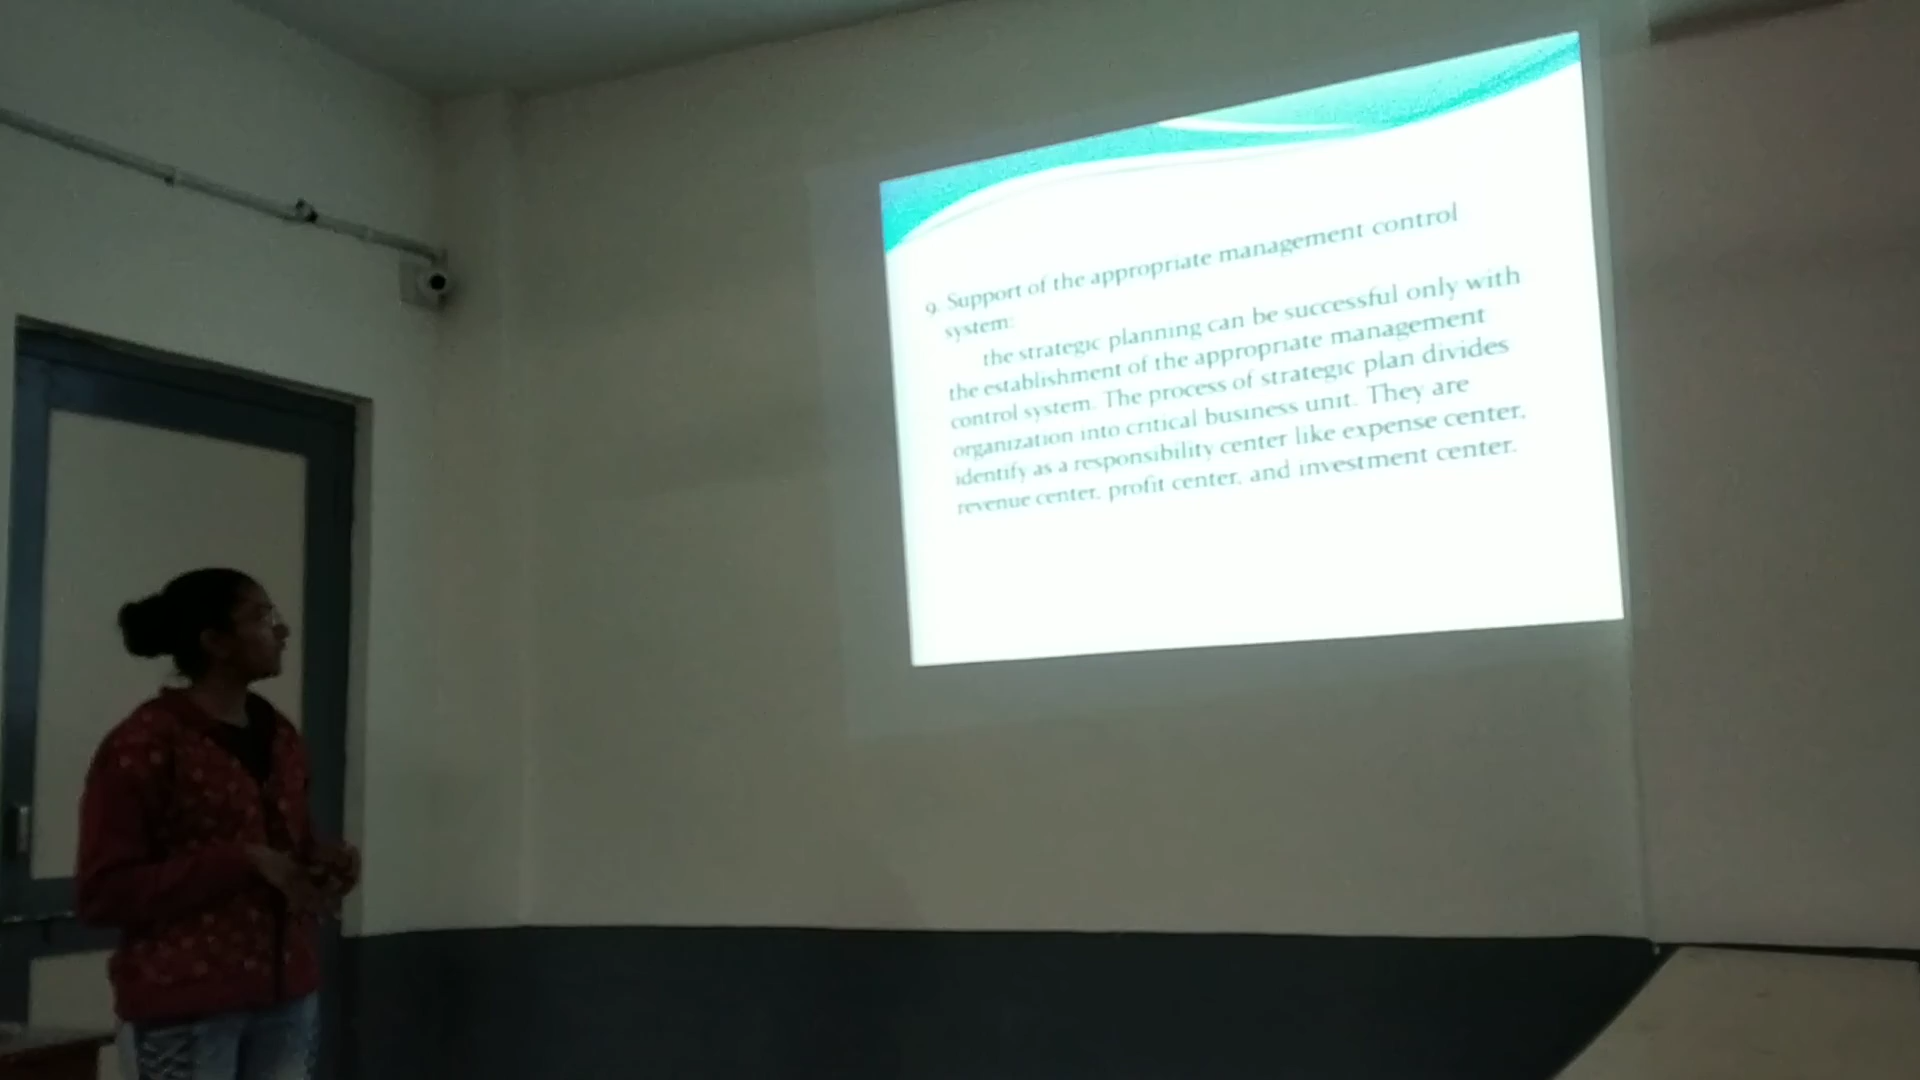 9. Support of the appropriate management control
system:
the strategic planning can be successful only with
the establishment of the appropriate management
control system. The process of strategic plan divides
organization into critical business unit. They are
identify as a responsibility center like expense center,
revenue center, profit center, and investment center.